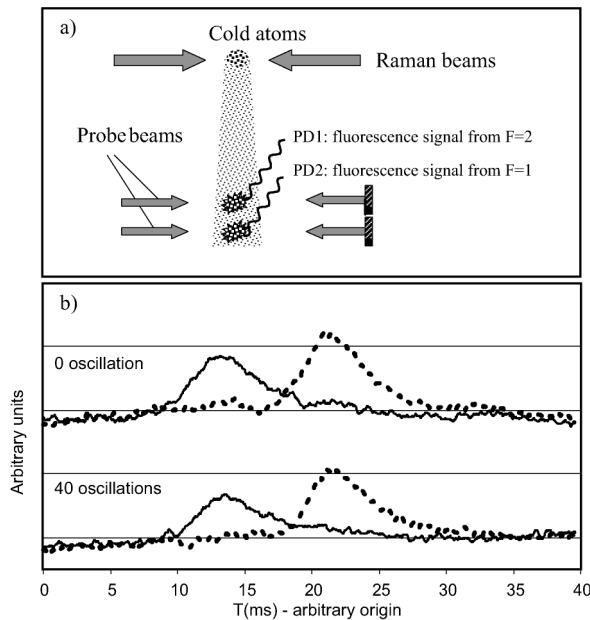 a)
Cold atoms
Raman beams
Probe beams
PD1: fluorescence signal from F=2
PD2: fluorescence signal from F=1
b)
0 oscillation
40 oscillations
Arbitrary units
0 5 10 15 20 25 30 35 40
T(ms) - arbitrary origin